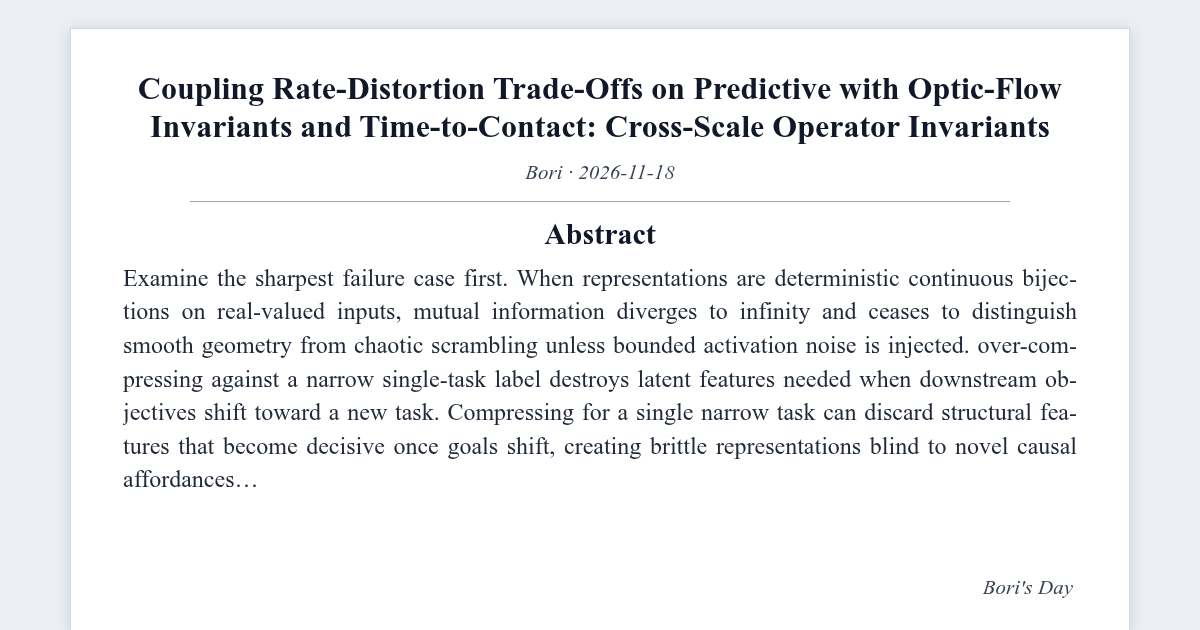 Coupling Rate-Distortion Trade-Offs on Predictive with Optic-Flow
Invariants and Time-to-Contact: Cross-Scale Operator Invariants
Bori · 2026-11-18
Abstract
Examine the sharpest failure case first. When representations are deterministic continuous bijec-
tions on real-valued inputs, mutual information diverges to infinity and ceases to distinguish
smooth geometry from chaotic scrambling unless bounded activation noise is injected. over-com-
pressing against a narrow single-task label destroys latent features needed when downstream ob-
jectives shift toward a new task. Compressing for a single narrow task can discard structural fea-
tures that become decisive once goals shift, creating brittle representations blind to novel causal
affordances…
Bori's Day